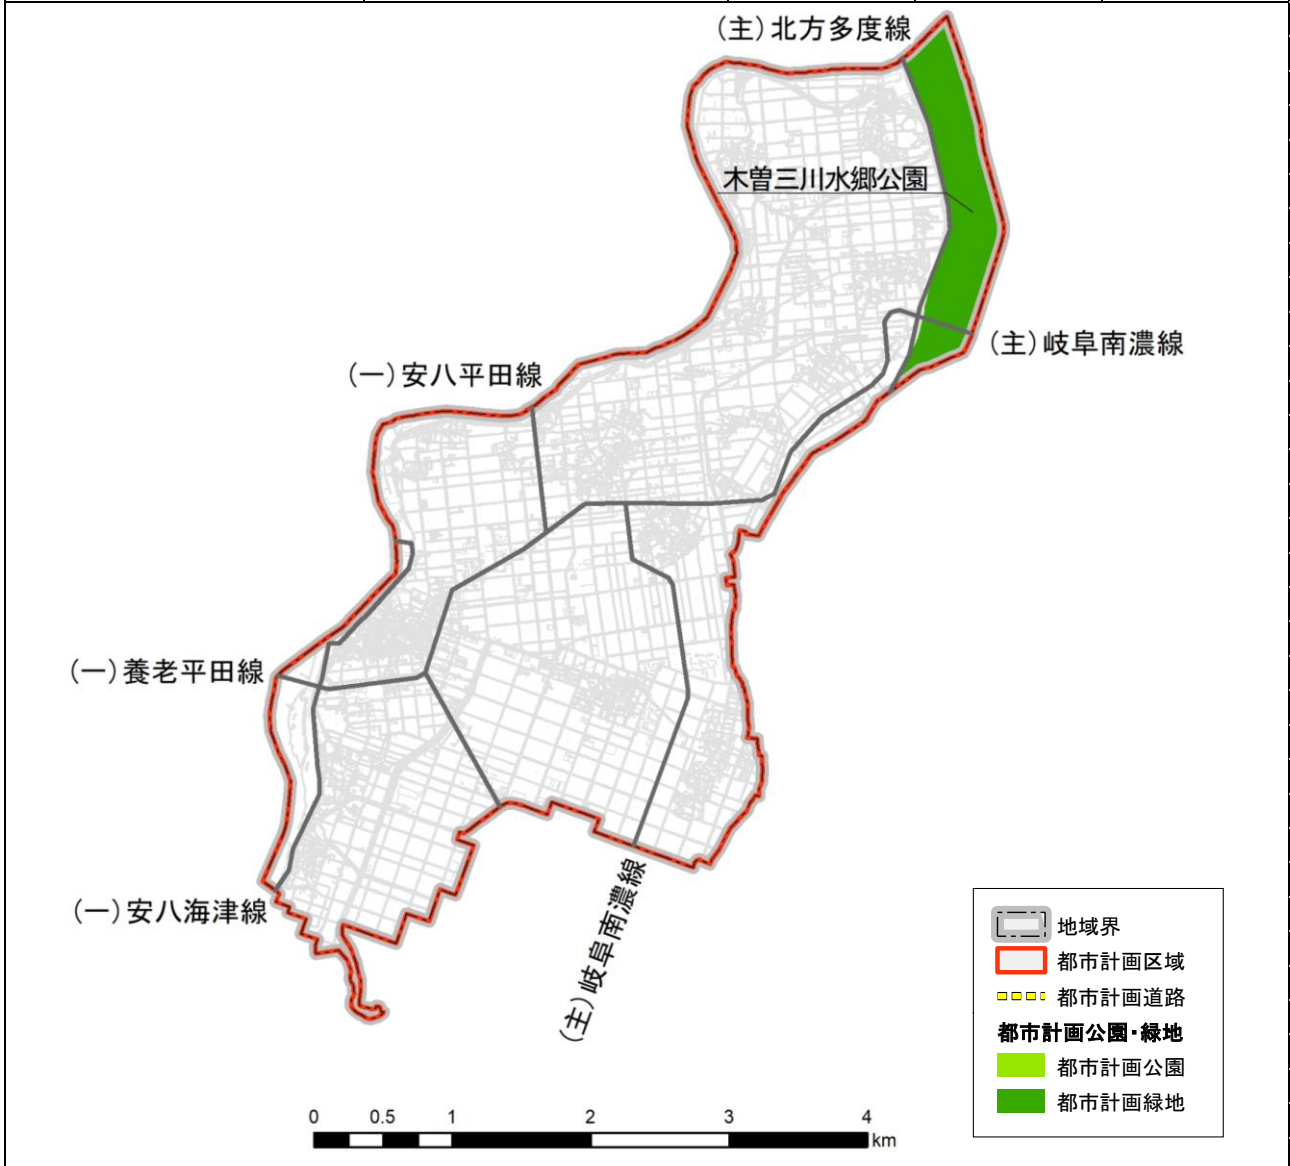 (主)北方多度線
木曽三川水郷公園
(主)岐阜南濃線
(一)安八平田線
(一)養老平田線
(一)安八海津線
(主)岐阜南濃線
地域界
都市計画区域
都市計画道路
都市計画公園・緑地
都市計画公園
都市計画緑地
0 0.5 1 2 3 4
km